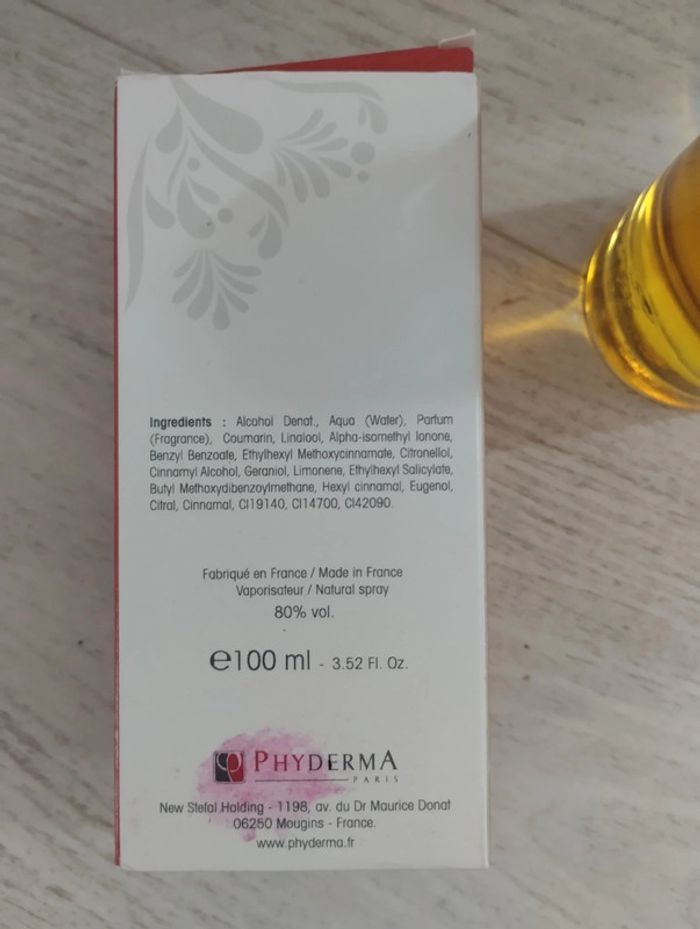 Ingredients : Alcohol Denat., Aqua (Water), Parfum
(Fragrance), Coumarin, Linalool, Alpha-isomethyl Ionone,
Benzyl Benzoate, Ethylhexyl Methoxycinnamate, Citronellol,
Cinnamyl Alcohol, Geraniol, Limonene, Ethylhexyl Salicylate,
Butyl Methoxydibenzoylmethane, Hexyl cinnamal, Eugenol,
Citral, Cinnamal, CI19140, CI14700, CI42090.
Fabriqué en France / Made in France
Vaporisateur / Natural spray
80% vol.
℮100 ml - 3.52 Fl. Oz.
PHYDERMA
PARIS
New Stefal Holding - 1198, av. du Dr Maurice Donat
06250 Mougins - France.
www.phyderma.fr